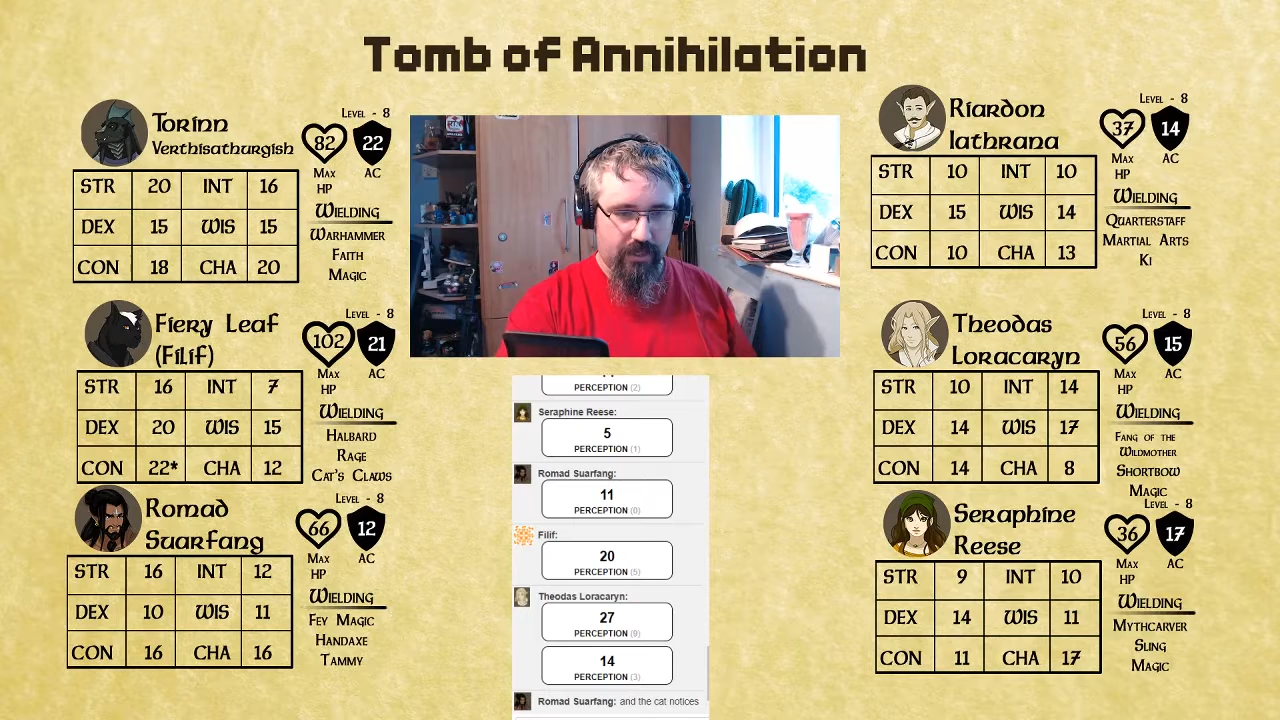 Tomb of Annihilation
Torinn
Verthisathurgish
Level - 8
82
22
Max HP
AC
STR 20 INT 16
DEX 15 WIS 15
CON 18 CHA 20
Wielding
Warhammer
Faith
Magic
Fiery Leaf
(Filif)
Level - 8
102
21
Max HP
AC
STR 16 INT 7
DEX 20 WIS 15
CON 22* CHA 12
Wielding
Halbard
Rage
Cat's Claws
Romad
Suarfang
Level - 8
66
12
Max HP
AC
STR 16 INT 12
DEX 10 WIS 11
CON 16 CHA 16
Wielding
Fey Magic
Handaxe
Tammy
PERCEPTION (2)
Seraphine Reese:
5
PERCEPTION (1)
Romad Suarfang:
11
PERCEPTION (0)
Filif:
20
PERCEPTION (5)
Theodas Loracaryn:
27
PERCEPTION (9)
14
PERCEPTION (3)
Romad Suarfang: and the cat notices
Riardon
Iathrana
Level - 8
37
14
Max HP
AC
STR 10 INT 10
DEX 15 WIS 14
CON 10 CHA 13
Wielding
Quarterstaff
Martial Arts
Ki
Theodas
Loracaryn
Level - 8
56
15
Max HP
AC
STR 10 INT 14
DEX 14 WIS 17
CON 14 CHA 8
Wielding
Fang of the
Wildmother
Shortbow
Magic
Seraphine
Reese
Level - 8
36
17
Max HP
AC
STR 9 INT 10
DEX 14 WIS 11
CON 11 CHA 17
Wielding
Mythcarver
Sling
Magic